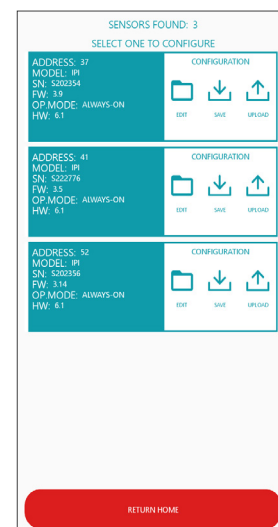 SENSORS FOUND: 3
SELECT ONE TO CONFIGURE
ADDRESS: 37
MODEL: IPI
SN: S202354
FW: 3.9
OP.MODE: ALWAYS-ON
HW: 6.1
CONFIGURATION
EDIT SAVE UPLOAD
ADDRESS: 41
MODEL: IPI
SN: S222776
FW: 3.5
OP.MODE: ALWAYS-ON
HW: 6.1
CONFIGURATION
EDIT SAVE UPLOAD
ADDRESS: 52
MODEL: IPI
SN: S202356
FW: 3.14
OP.MODE: ALWAYS-ON
HW: 6.1
CONFIGURATION
EDIT SAVE UPLOAD
RETURN HOME